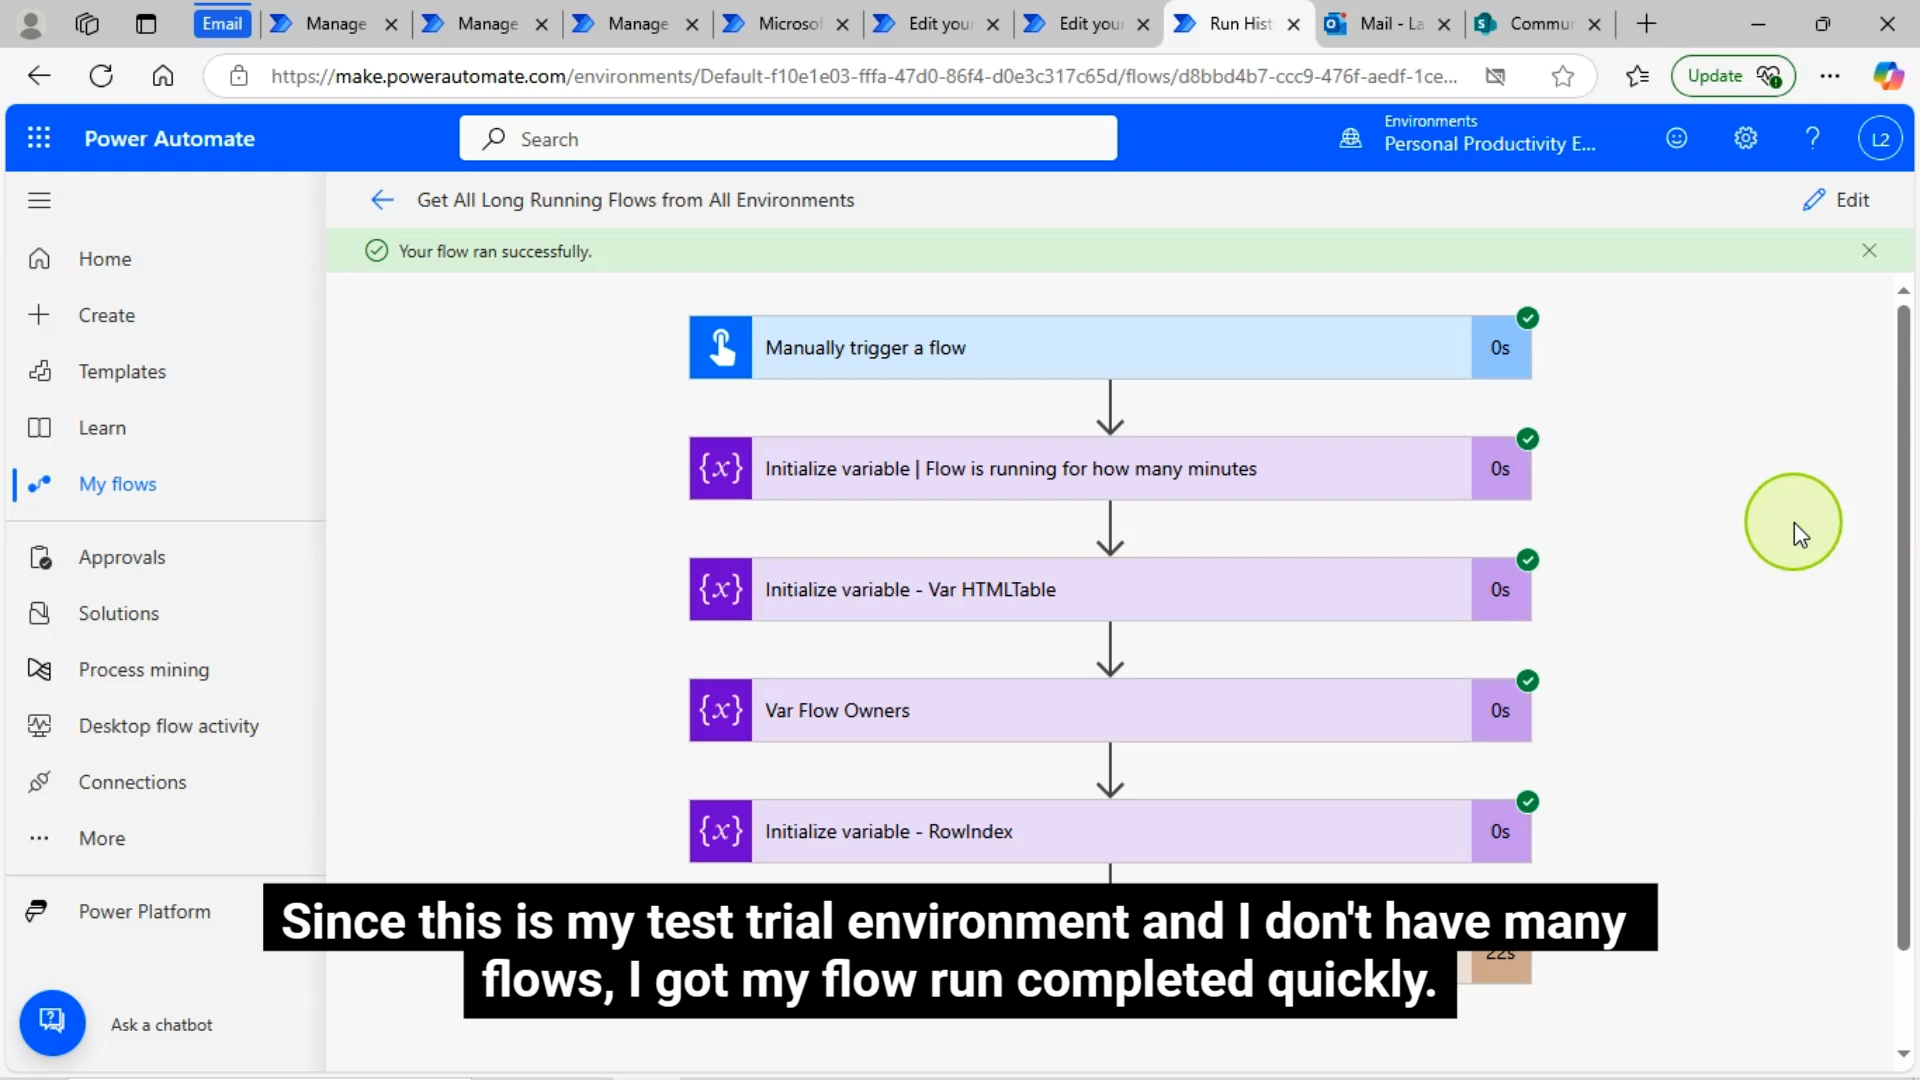 Email
Manage
Manage
Manage
Microsof
Edit you
Edit you
Run Hist
Mail - La
Commur
https://make.powerautomate.com/environments/Default-f10e1e03-fffa-47d0-86f4-d0e3c317c65d/flows/d8bbd4b7-ccc9-476f-aedf-1ce...
Update
Power Automate
Search
Environments
Personal Productivity E...
L2
Get All Long Running Flows from All Environments
Edit
Your flow ran successfully.
Home
Create
Templates
Learn
My flows
Approvals
Solutions
Process mining
Desktop flow activity
Connections
More
Power Platform
Ask a chatbot
Manually trigger a flow
0s
{x} Initialize variable | Flow is running for how many minutes
0s
{x} Initialize variable - Var HTMLTable
0s
{x} Var Flow Owners
0s
{x} Initialize variable - RowIndex
0s
22s
Since this is my test trial environment and I don't have many
flows, I got my flow run completed quickly.